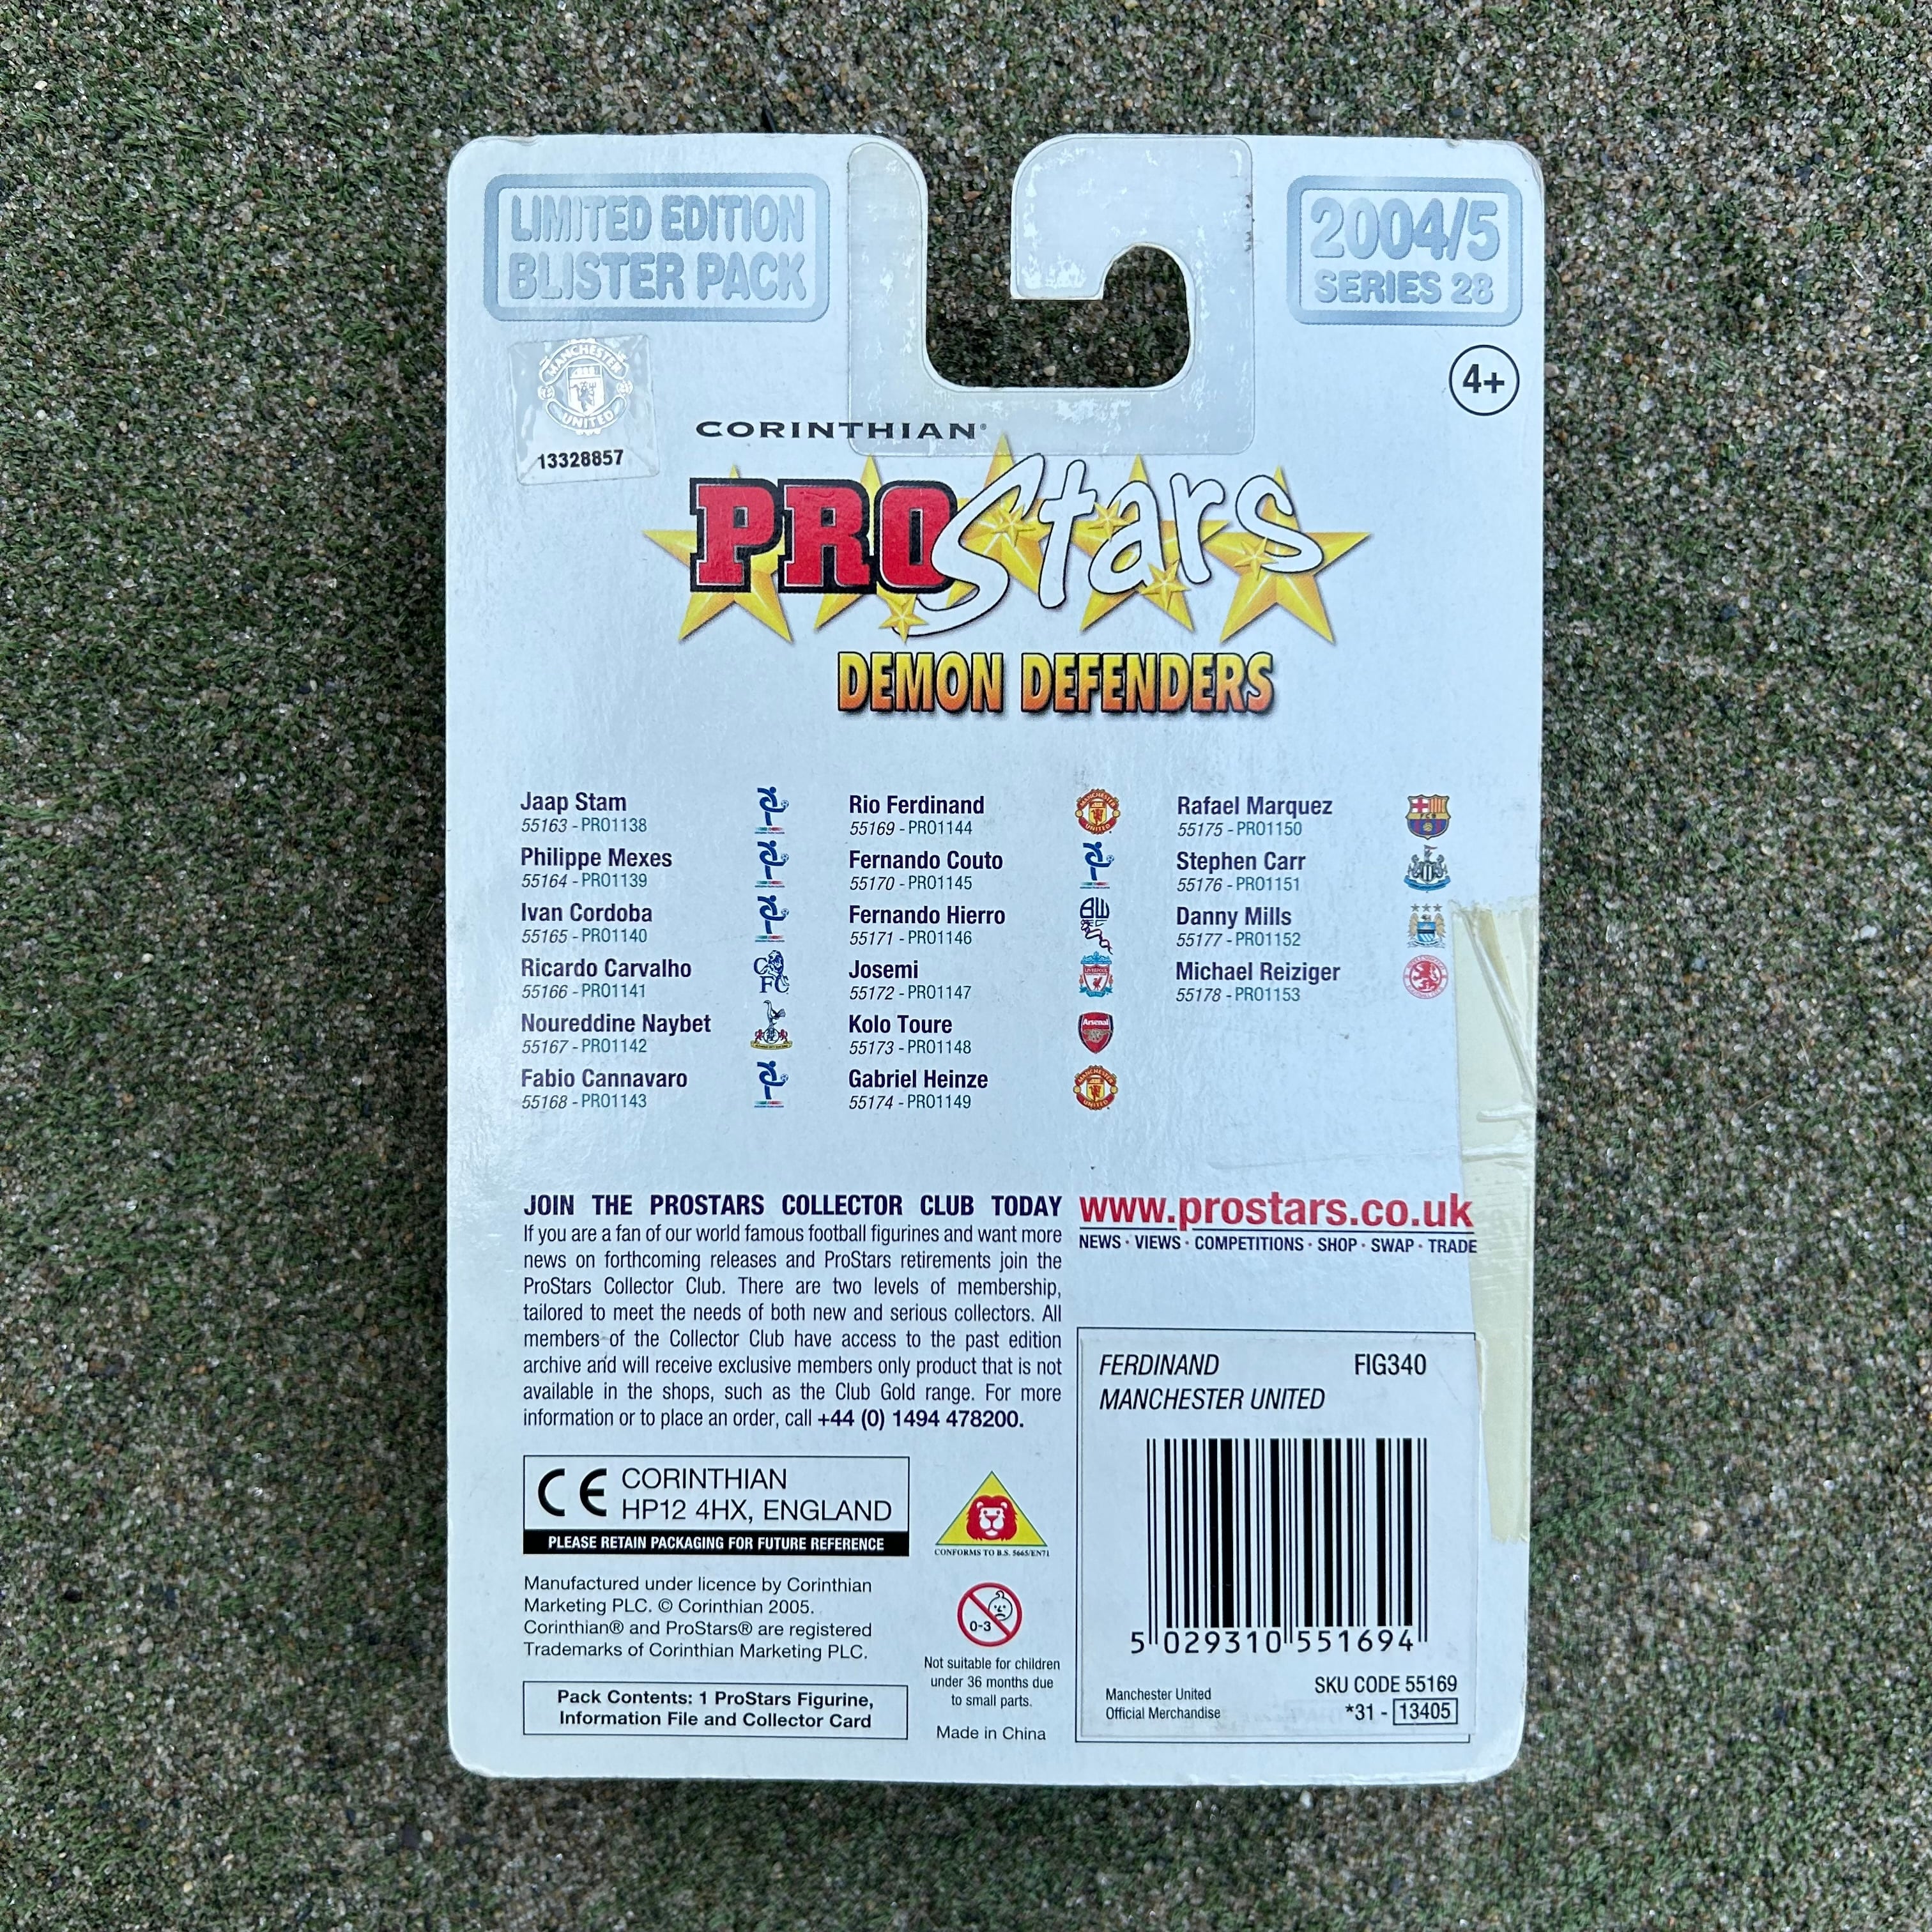 LIMITED EDITION
BLISTER PACK
2004/5
SERIES 28
MANCHESTER
UNITED
13328857
4+
CORINTHIAN®
PROStars
DEMON DEFENDERS
Jaap Stam
55163 - PRO1138
Philippe Mexes
55164 - PRO1139
Ivan Cordoba
55165 - PRO1140
Ricardo Carvalho
55166 - PRO1141
CFC
Noureddine Naybet
55167 - PRO1142
Fabio Cannavaro
55168 - PRO1143
Rio Ferdinand
55169 - PRO1144
MANCHESTER
UNITED
Fernando Couto
55170 - PRO1145
Fernando Hierro
55171 - PRO1146
Josemi
55172 - PRO1147
Kolo Toure
55173 - PRO1148
Arsenal
Gabriel Heinze
55174 - PRO1149
MANCHESTER
UNITED
Rafael Marquez
55175 - PRO1150
FCB
Stephen Carr
55176 - PRO1151
Danny Mills
55177 - PRO1152
Michael Reiziger
55178 - PRO1153
JOIN THE PROSTARS COLLECTOR CLUB TODAY
If you are a fan of our world famous football figurines and want more
news on forthcoming releases and ProStars retirements join the
ProStars Collector Club. There are two levels of membership,
tailored to meet the needs of both new and serious collectors. All
members of the Collector Club have access to the past edition
archive and will receive exclusive members only product that is not
available in the shops, such as the Club Gold range. For more
information or to place an order, call +44 (0) 1494 478200.
www.prostars.co.uk
NEWS · VIEWS · COMPETITIONS · SHOP · SWAP · TRADE
CE CORINTHIAN
HP12 4HX, ENGLAND
PLEASE RETAIN PACKAGING FOR FUTURE REFERENCE
CONFORMS TO B.S. 5665/EN71
Manufactured under licence by Corinthian
Marketing PLC. © Corinthian 2005.
Corinthian® and ProStars® are registered
Trademarks of Corinthian Marketing PLC.
Pack Contents: 1 ProStars Figurine,
Information File and Collector Card
0-3
Not suitable for children
under 36 months due
to small parts.
Made in China
FERDINAND FIG340
MANCHESTER UNITED
5 029310 551694
SKU CODE 55169
Manchester United
Official Merchandise
*31 - 13405